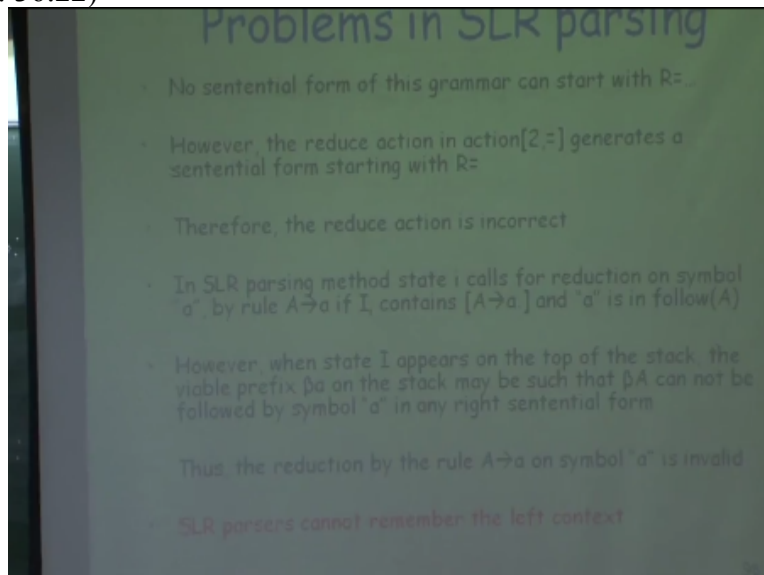 30:22)
Problems in SLR parsing
No sentential form of this grammar can start with R=
However, the reduce action in action[2,=] generates a
sentential form starting with R=
Therefore, the reduce action is incorrect
In SLR parsing method state i calls for reduction on symbol
"a", by rule A→α if Iᵢ contains [A→α.] and "a" is in follow(A)
However, when state I appears on the top of the stack, the
viable prefix βα on the stack may be such that βA can not be
followed by symbol "a" in any right sentential form
Thus, the reduction by the rule A→α on symbol "a" is invalid
SLR parsers cannot remember the left context